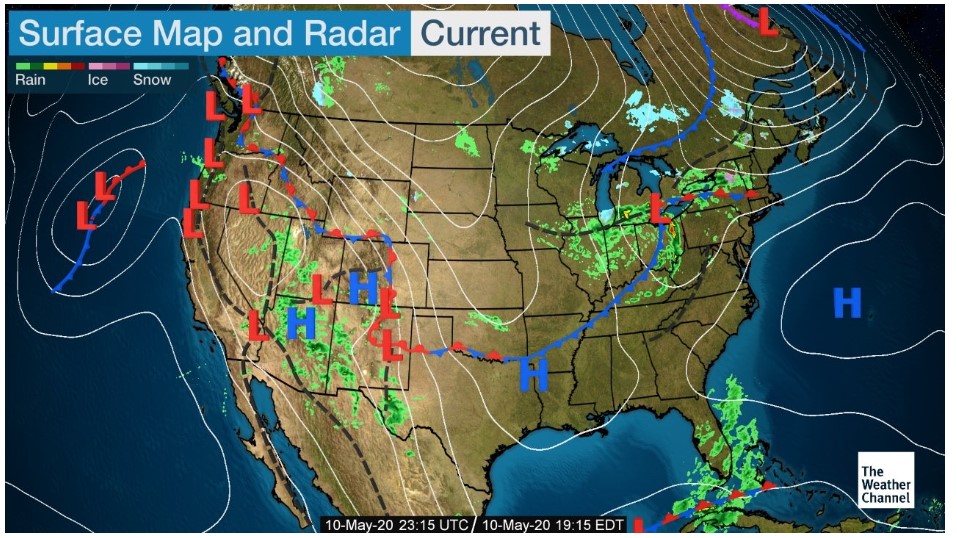 Surface Map and Radar Current
Rain Ice Snow
L
L
L
L
L
L
L
L
L
L
H
L
H
L
H
L
L
L
H
L
The
Weather
Channel
10-May-20 23:15 UTC / 10-May-20 19:15 EDT